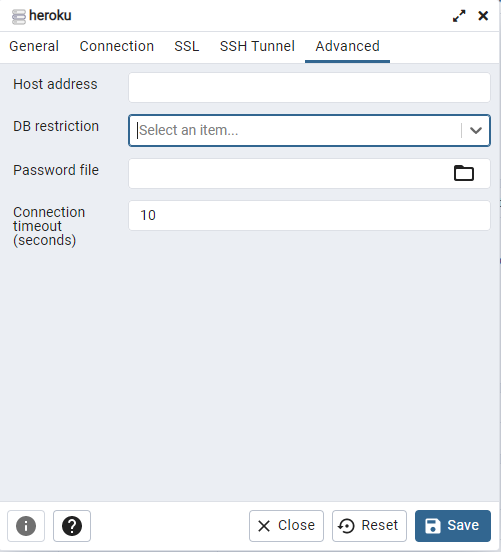 heroku
General Connection SSL SSH Tunnel Advanced
Host address
DB restriction Select an item...
Password file
Connection
timeout
(seconds) 10
Close Reset Save